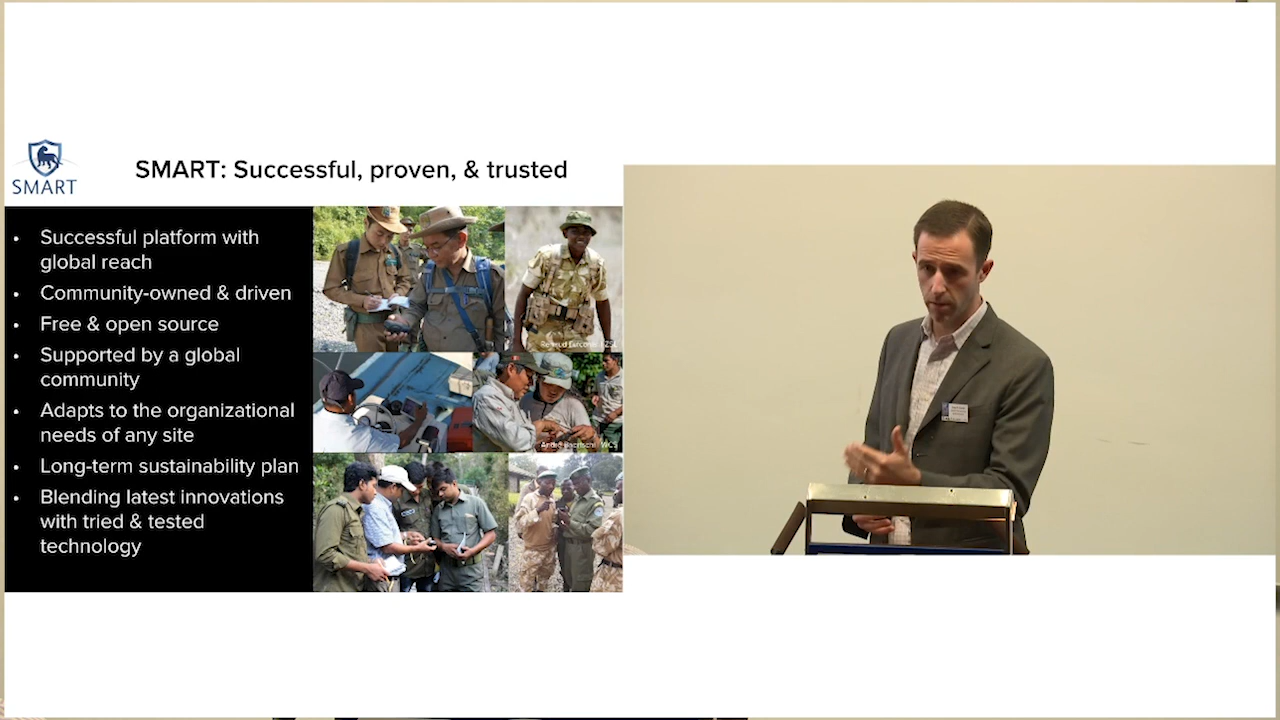 SMART
SMART: Successful, proven, & trusted
• Successful platform with
global reach
• Community-owned & driven
• Free & open source
• Supported by a global
community
• Adapts to the organizational
needs of any site
• Long-term sustainability plan
• Blending latest innovations
with tried & tested
technology
WCS